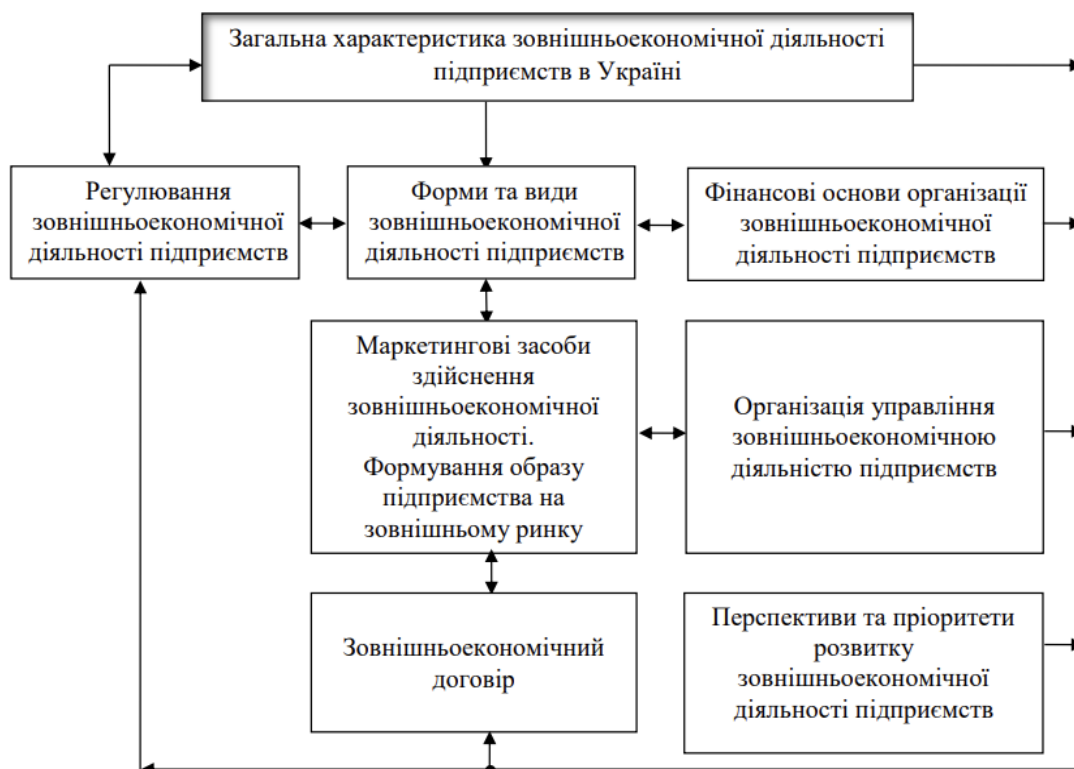 Загальна характеристика зовнішньоекономічної діяльності
підприємств в Україні
Регулювання
зовнішньоекономічної
діяльності підприємств
Форми та види
зовнішньоекономічної
діяльності підприємств
Фінансові основи організації
зовнішньоекономічної
діяльності підприємств
Маркетингові засоби
здійснення
зовнішньоекономічної
діяльності.
Формування образу
підприємства на
зовнішньому ринку
Організація управління
зовнішньоекономічною
діяльністю підприємств
Зовнішньоекономічний
договір
Перспективи та пріоритети
розвитку
зовнішньоекономічної
діяльності підприємств